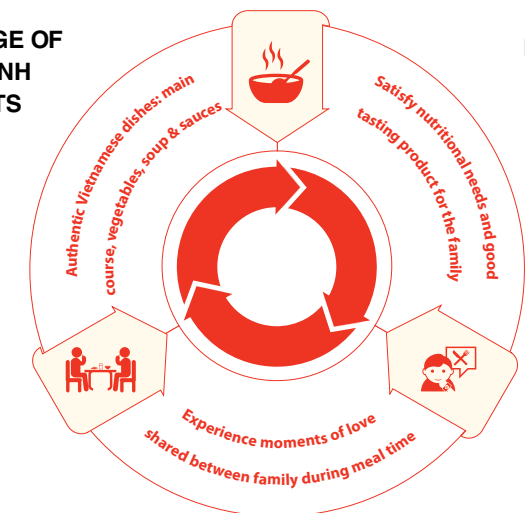 GE OF
NH
TS
Authentic Vietnamese dishes: main
course, vegetables, soup & sauces
Satisfy nutritional needs and good
tasting product for the family
Experience moments of love
shared between family during meal time